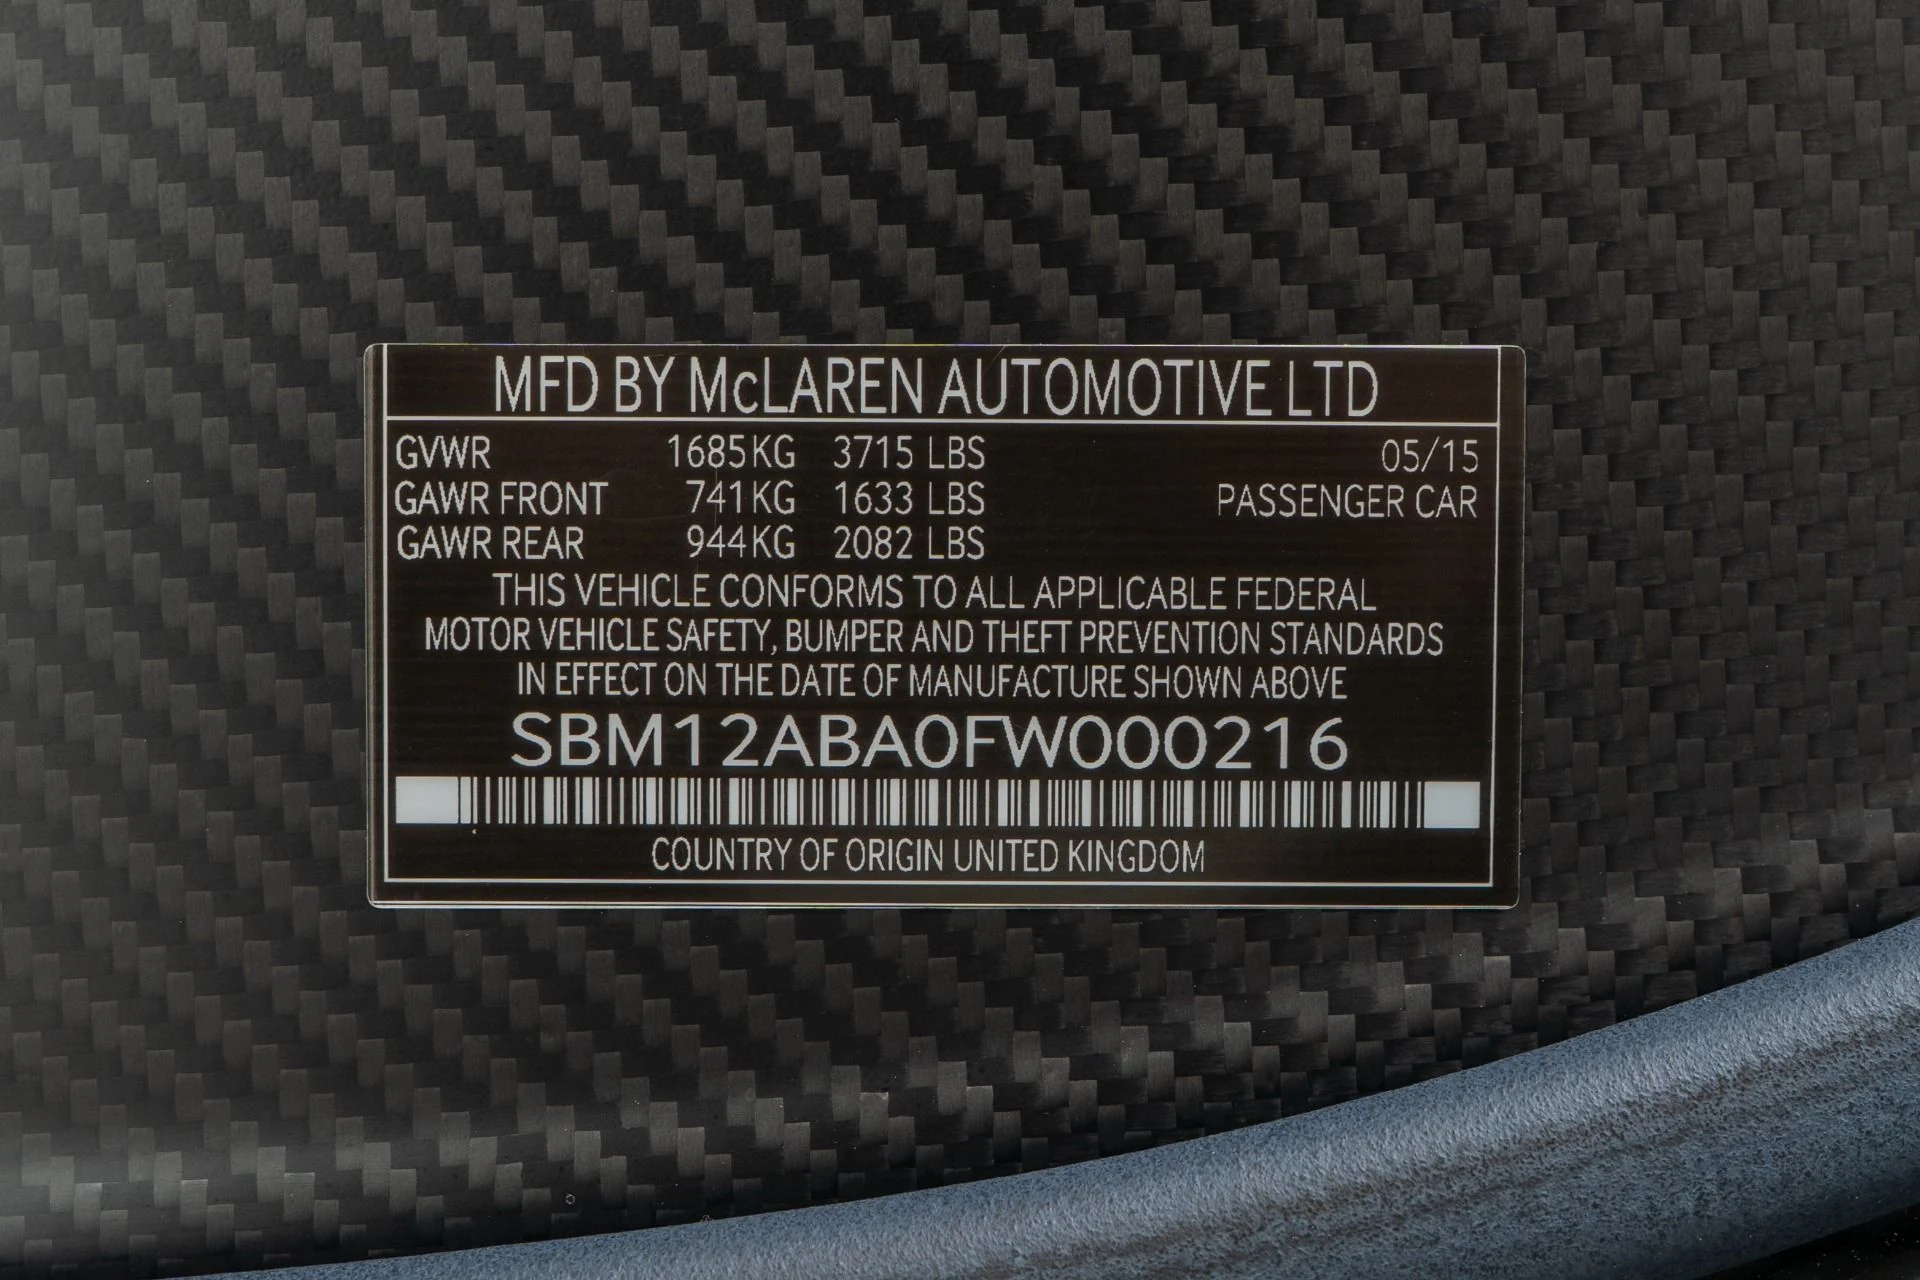 MFD BY McLAREN AUTOMOTIVE LTD
GVWR 1685KG 3715 LBS 05/15
GAWR FRONT 741KG 1633 LBS PASSENGER CAR
GAWR REAR 944KG 2082 LBS
THIS VEHICLE CONFORMS TO ALL APPLICABLE FEDERAL
MOTOR VEHICLE SAFETY, BUMPER AND THEFT PREVENTION STANDARDS
IN EFFECT ON THE DATE OF MANUFACTURE SHOWN ABOVE
SBM12ABA0FW000216
COUNTRY OF ORIGIN UNITED KINGDOM